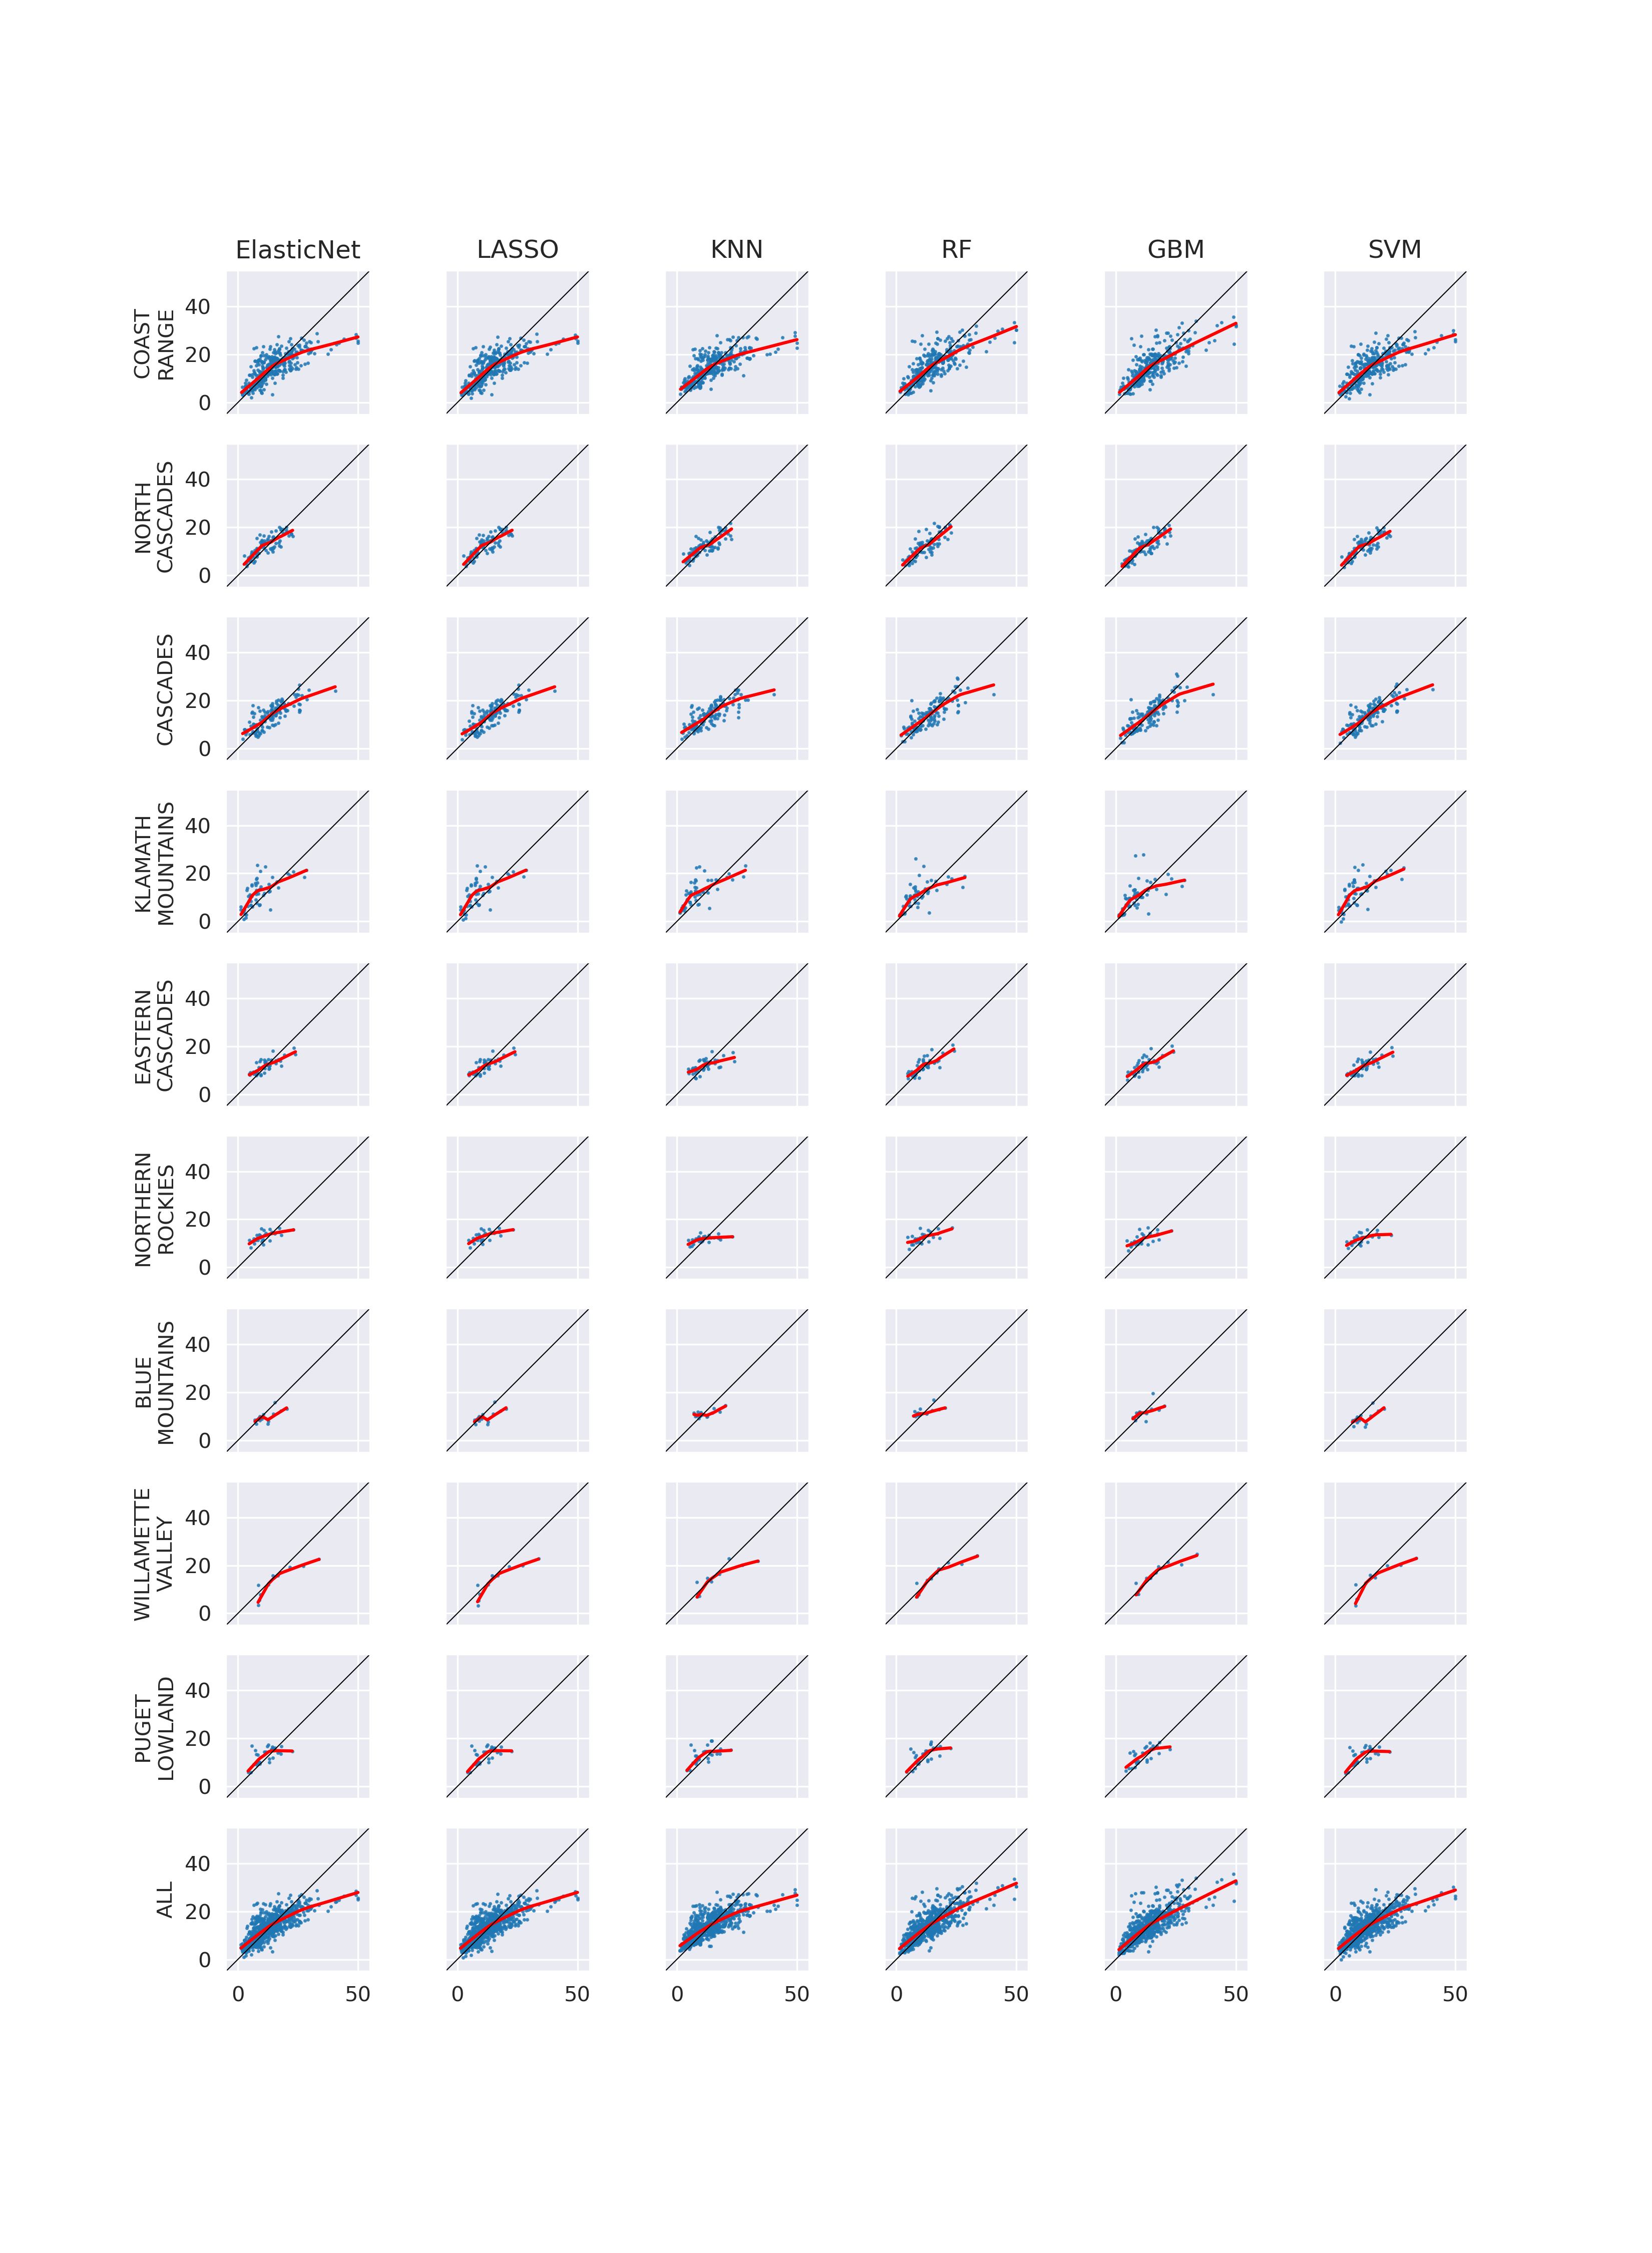 ElasticNet LASSO KNN RF GBM SVM
COAST
RANGE
40
20
0
NORTH
CASCADES
40
20
0
CASCADES
40
20
0
KLAMATH
MOUNTAINS
40
20
0
EASTERN
CASCADES
40
20
0
NORTHERN
ROCKIES
40
20
0
BLUE
MOUNTAINS
40
20
0
WILLAMETTE
VALLEY
40
20
0
PUGET
LOWLAND
40
20
0
ALL
40
20
0
0 50 0 50 0 50 0 50 0 50 0 50